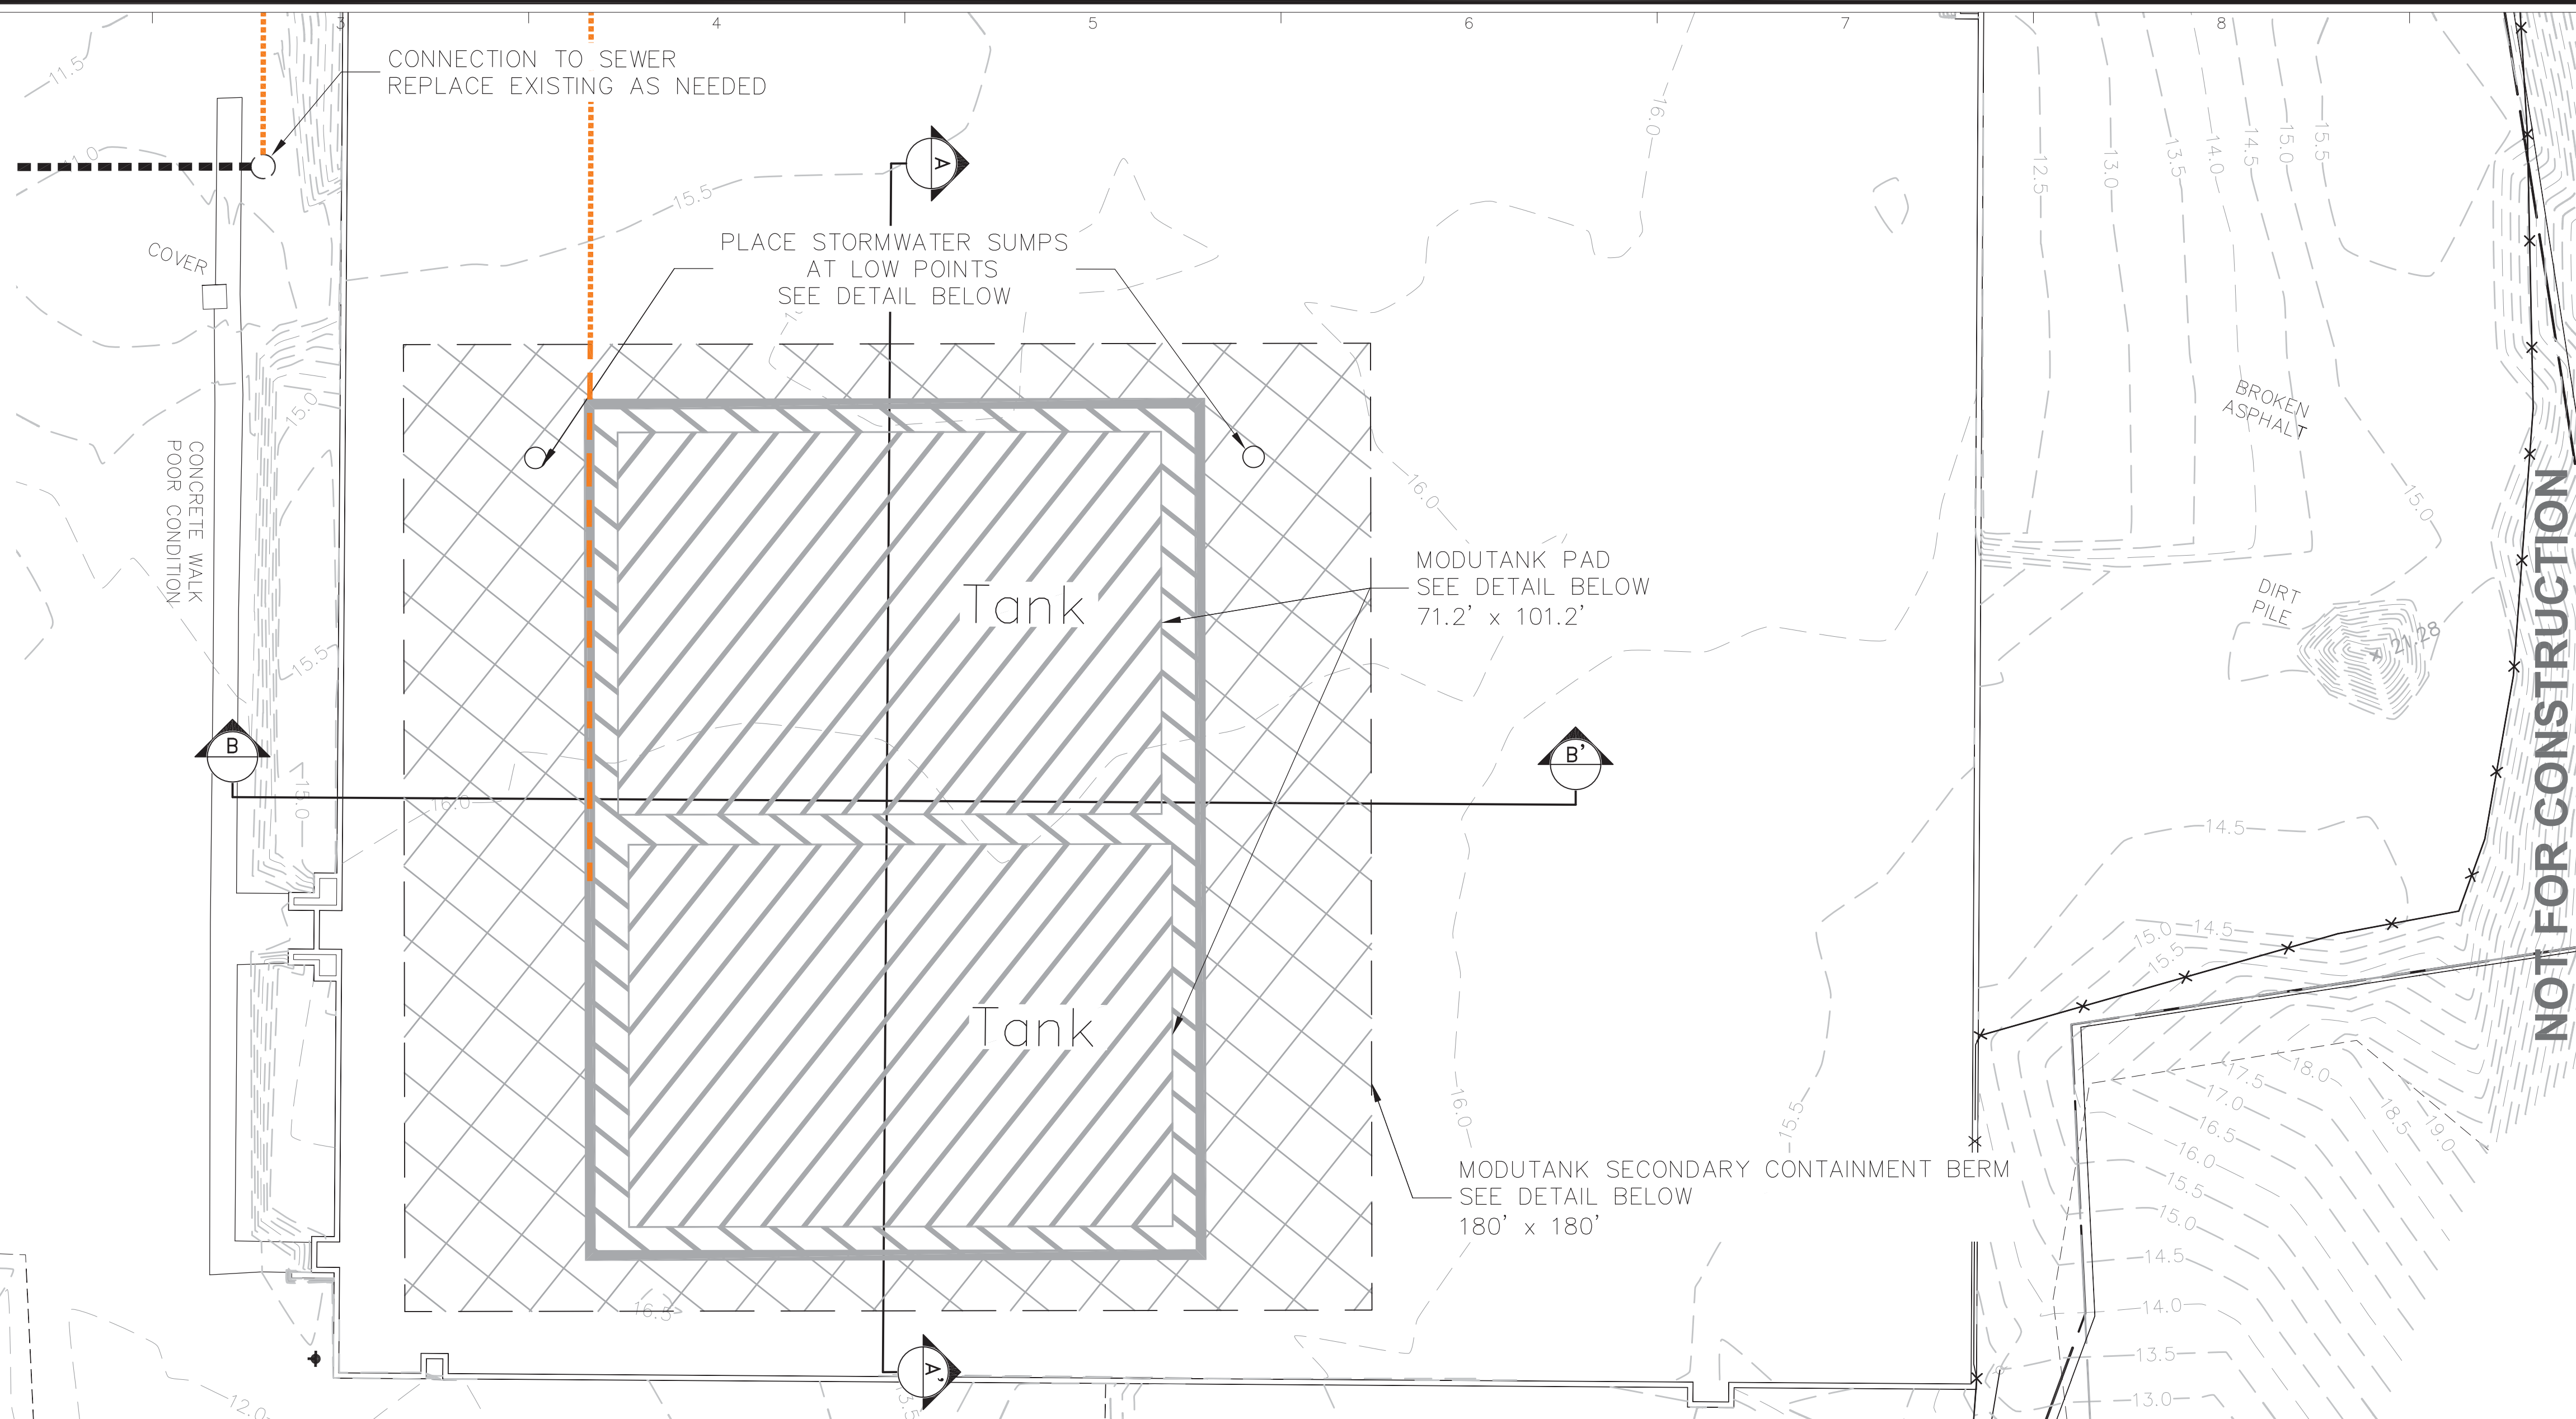 3
4
5
6
7
8
CONNECTION TO SEWER
REPLACE EXISTING AS NEEDED
11.5
11.0
A
15.5
16.0
12.5
13.0
13.5
14.0
14.5
15.0
15.5
PLACE STORMWATER SUMPS
AT LOW POINTS
SEE DETAIL BELOW
COVER
15.0
CONCRETE WALK
POOR CONDITION
BROKEN
ASPHALT
16.0
15.0
Tank
MODUTANK PAD
SEE DETAIL BELOW
71.2' x 101.2'
DIRT
PILE
21.28
15.5
B
B'
15.0
16.0
14.5
15.0
14.5
15.5
Tank
NOT FOR CONSTRUCTION
16.0
15.5
18.0
17.5
17.0
18.5
16.5
19.0
16.0
15.5
15.0
14.5
14.0
13.5
13.0
MODUTANK SECONDARY CONTAINMENT BERM
SEE DETAIL BELOW
180' x 180'
16.5
A'
12.0
13.5